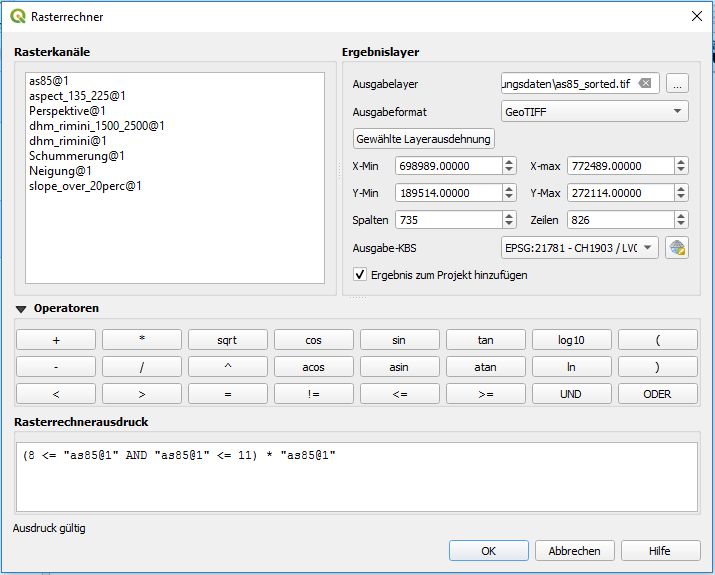 Rasterrechner
Rasterkanäle
as85@1
aspect_135_225@1
Perspektive@1
dhm_rimini_1500_2500@1
dhm_rimini@1
Schummerung@1
Neigung@1
slope_over_20perc@1
Ergebnislayer
Ausgabelayer ungsdaten\as85_sorted.tif ...
Ausgabeformat GeoTIFF
Gewählte Layerausdehnung
X-Min 698989.00000 X-max 772489.00000
Y-Min 189514.00000 Y-Max 272114.00000
Spalten 735 Zeilen 826
Ausgabe-KBS EPSG:21781 - CH1903 / LV0
Ergebnis zum Projekt hinzufügen
Operatoren
+ * sqrt cos sin tan log10 (
- / ^ acos asin atan ln )
< > = != <= >= UND ODER
Rasterrechnerausdruck
(8 <= "as85@1" AND "as85@1" <= 11) * "as85@1"
Ausdruck gültig
OK Abbrechen Hilfe